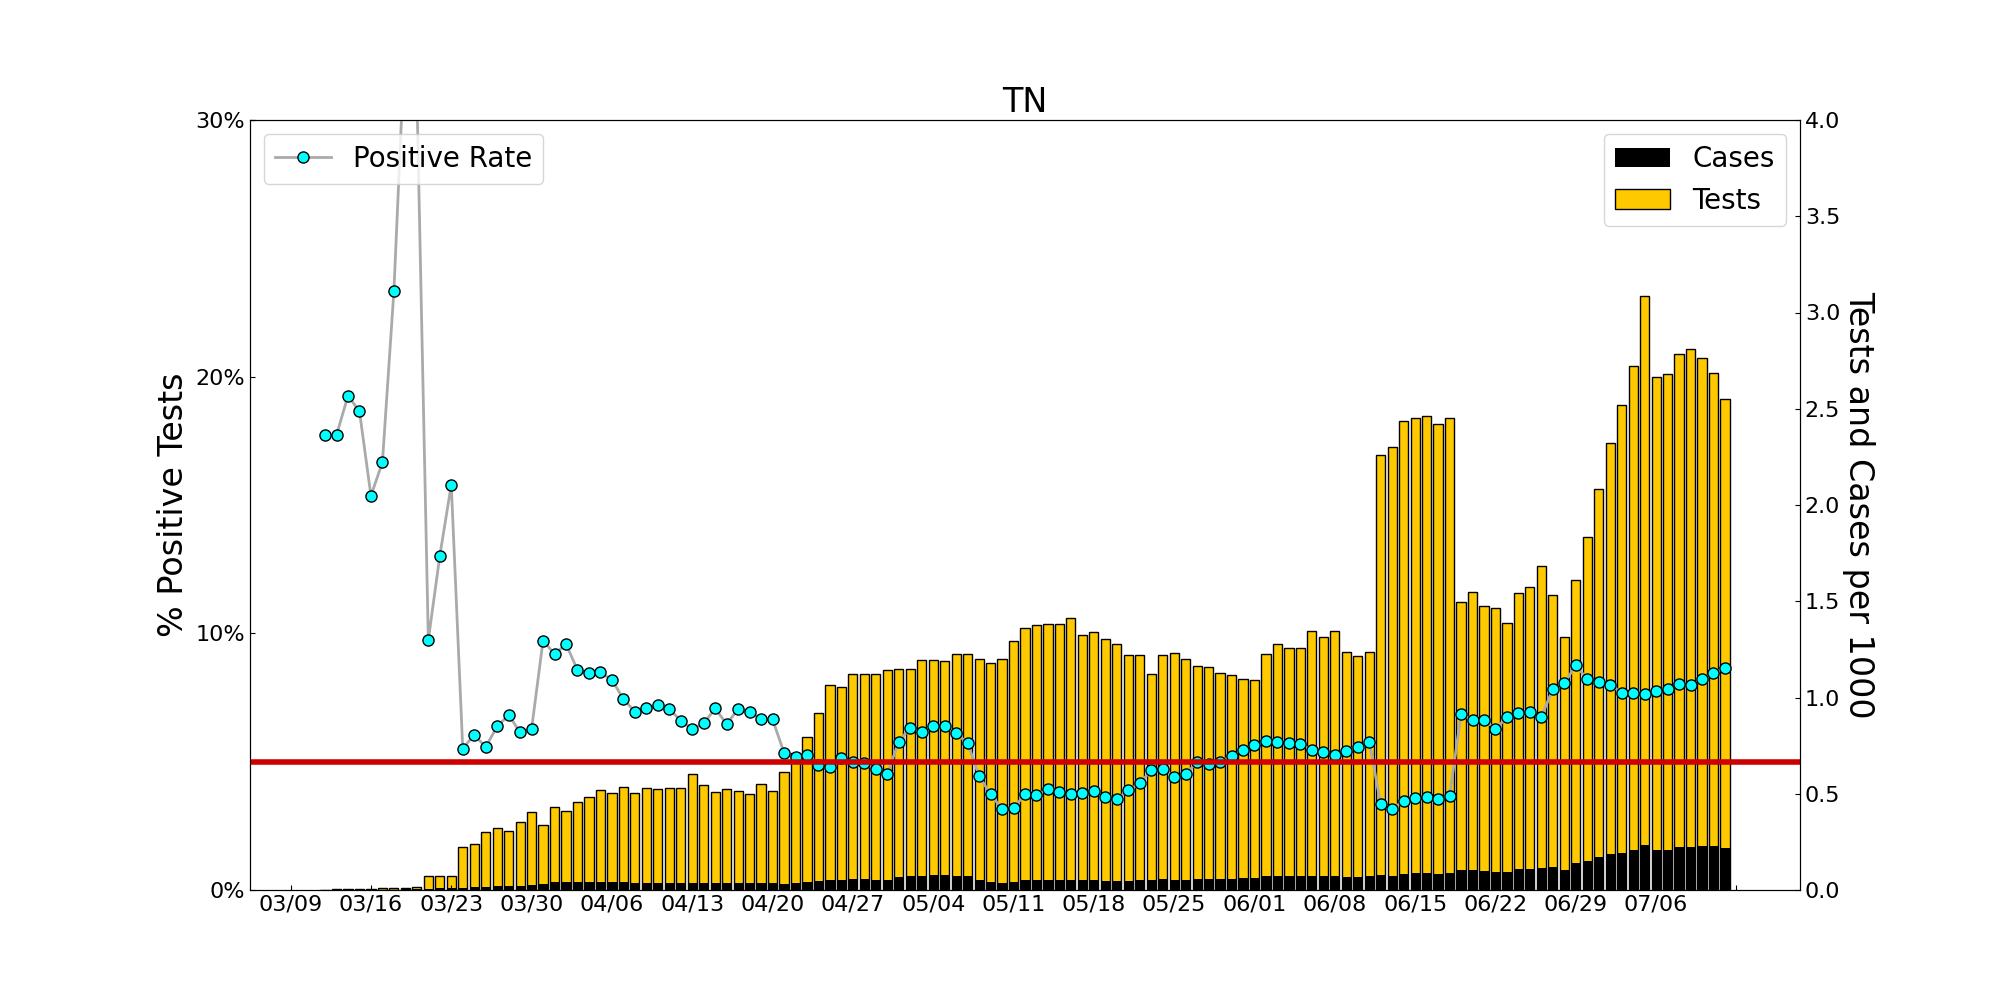 TN
Positive Rate
Cases
Tests
% Positive Tests
30%
20%
10%
0%
Tests and Cases per 1000
4.0
3.5
3.0
2.5
2.0
1.5
1.0
0.5
0.0
03/09 03/16 03/23 03/30 04/06 04/13 04/20 04/27 05/04 05/11 05/18 05/25 06/01 06/08 06/15 06/22 06/29 07/06